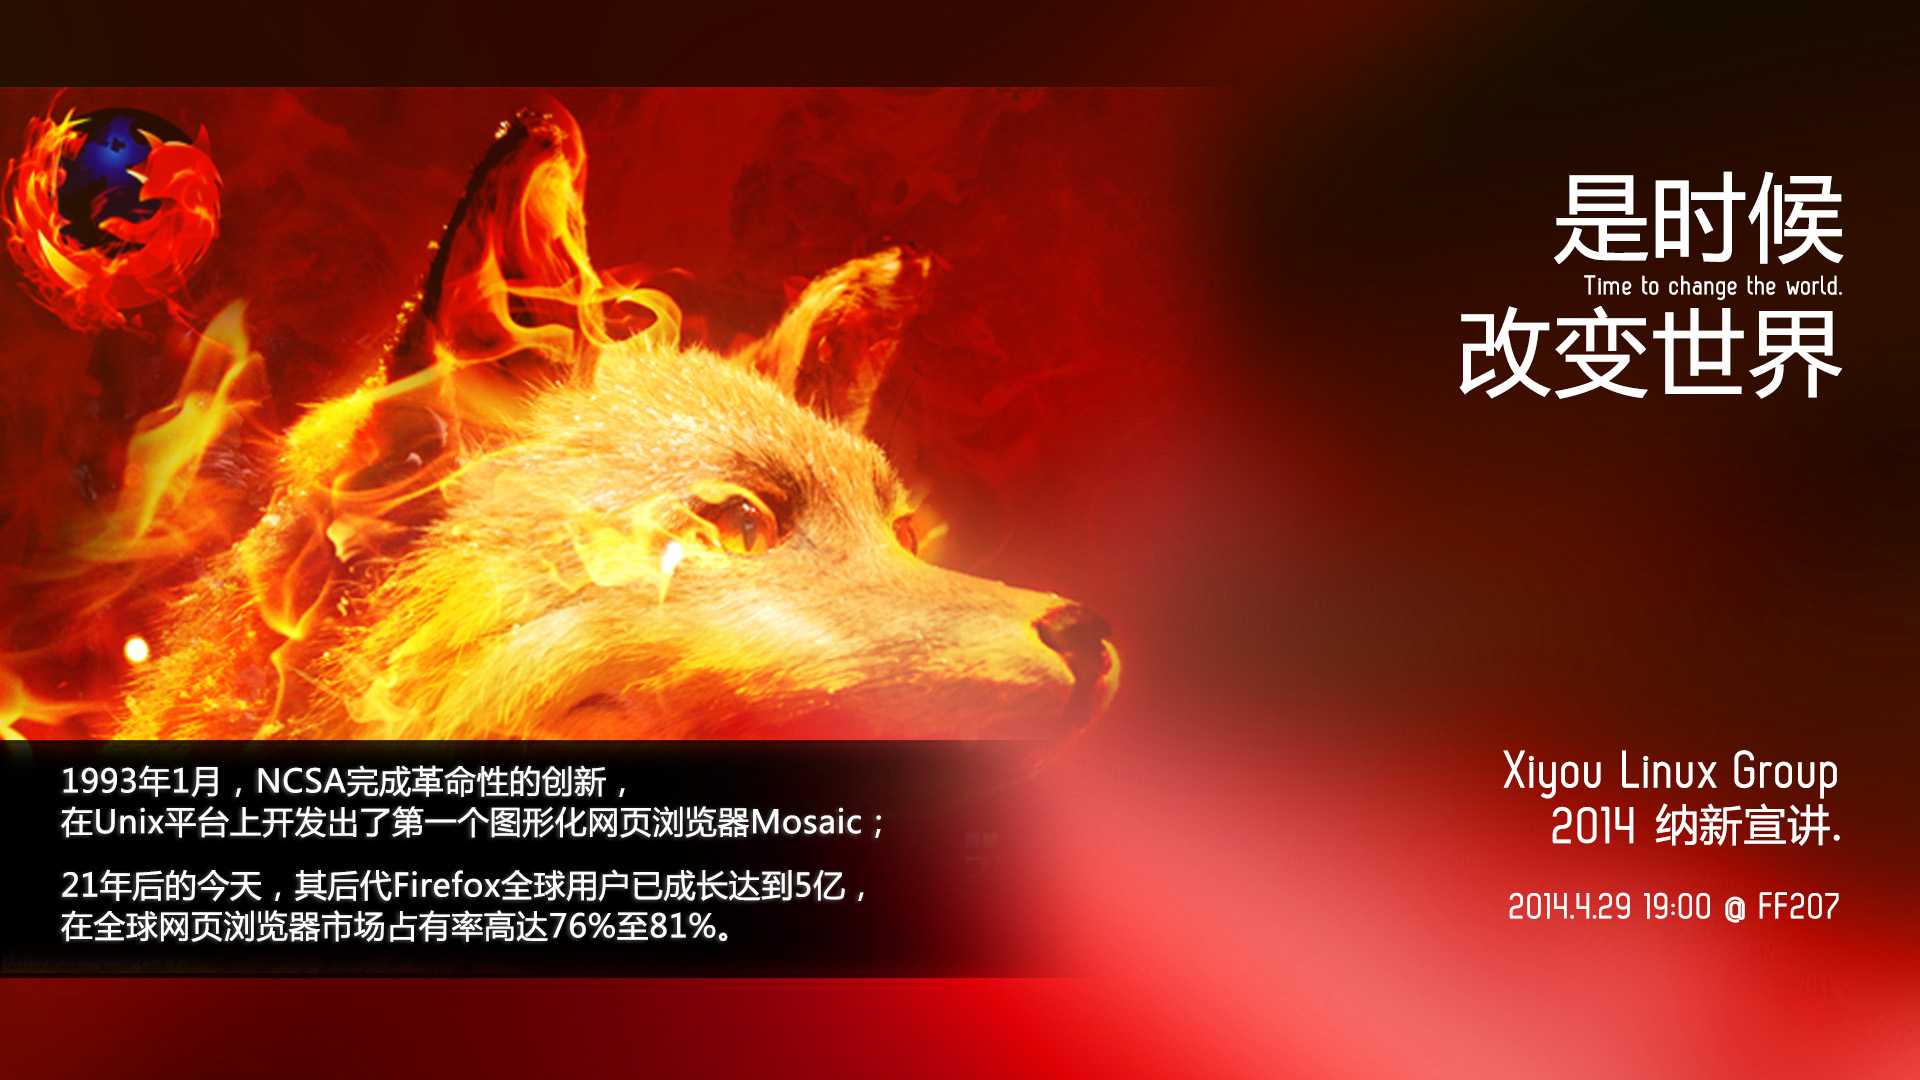 是时候
Time to change the world.
改变世界
1993年1月，NCSA完成革命性的创新，
在Unix平台上开发出了第一个图形化网页浏览器Mosaic；
21年后的今天，其后代Firefox全球用户已成长达到5亿，
在全球网页浏览器市场占有率高达76%至81%。
Xiyou Linux Group
2014 纳新宣讲.
2014.4.29 19:00 @ FF207